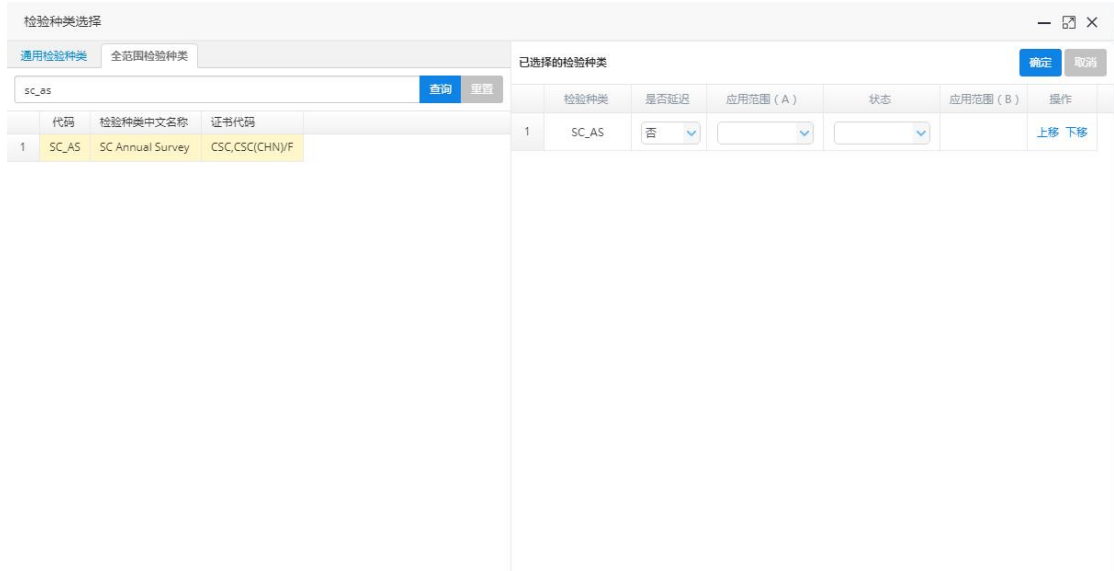 检验种类选择
通用检验种类 全范围检验种类
sc_as 查询 重置
代码 检验种类中文名称 证书代码
1 SC_AS SC Annual Survey CSC,CSC(CHN)/F
已选择的检验种类 确定 取消
检验种类 是否延迟 应用范围 ( A ) 状态 应用范围 ( B ) 操作
1 SC_AS 否 上移 下移